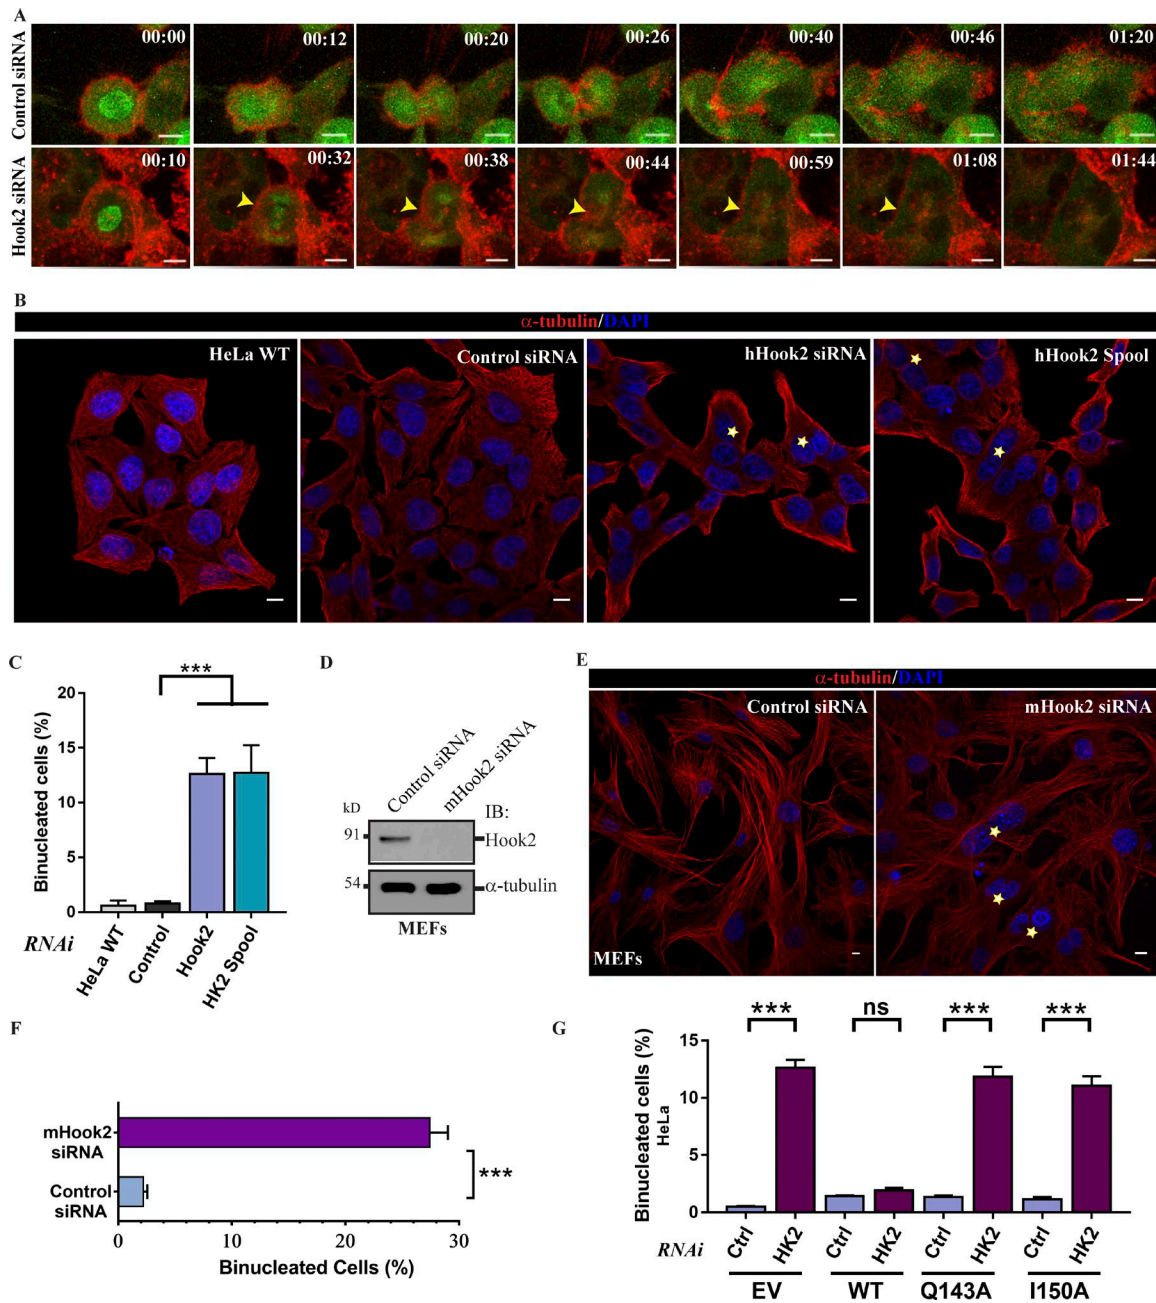 A
Control siRNA
00:00 00:12 00:20 00:26 00:40 00:46 01:20
Hook2 siRNA
00:10 00:32 00:38 00:44 00:59 01:08 01:44
B
α-tubulin/DAPI
HeLa WT Control siRNA hHook2 siRNA hHook2 Spool
C
***
Binucleated cells (%)
20
15
10
5
0
RNAi
HeLa WT Control Hook2 HK2 Spool
D
Control siRNA mHook2 siRNA
kD IB:
91 Hook2
54 α-tubulin
MEFs
E
α-tubulin/DAPI
Control siRNA mHook2 siRNA
MEFs
F
mHook2
siRNA
Control
siRNA
***
0 10 20 30
Binucleated Cells (%)
G
*** ns *** ***
Binucleated cells (%)
HeLa
15
10
5
0
RNAi
Ctrl HK2 Ctrl HK2 Ctrl HK2 Ctrl HK2
EV WT Q143A I150A